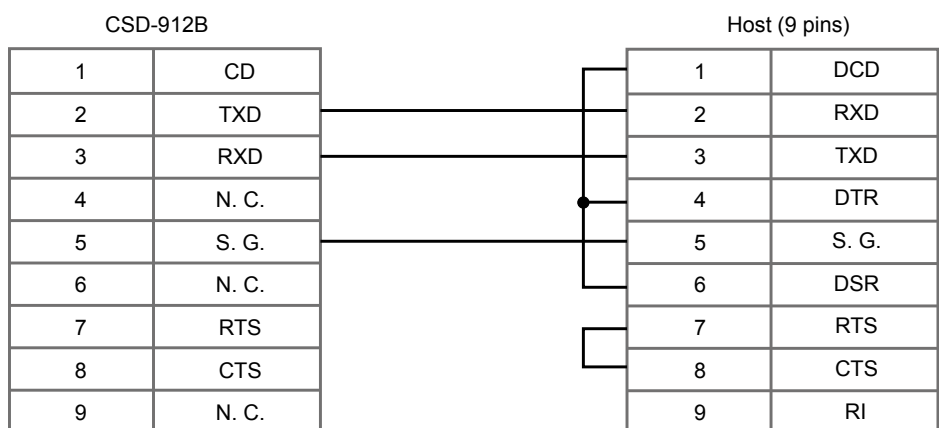 CSD-912B Host (9 pins)
1 CD 1 DCD
2 TXD 2 RXD
3 RXD 3 TXD
4 N. C. 4 DTR
5 S. G. 5 S. G.
6 N. C. 6 DSR
7 RTS 7 RTS
8 CTS 8 CTS
9 N. C. 9 RI